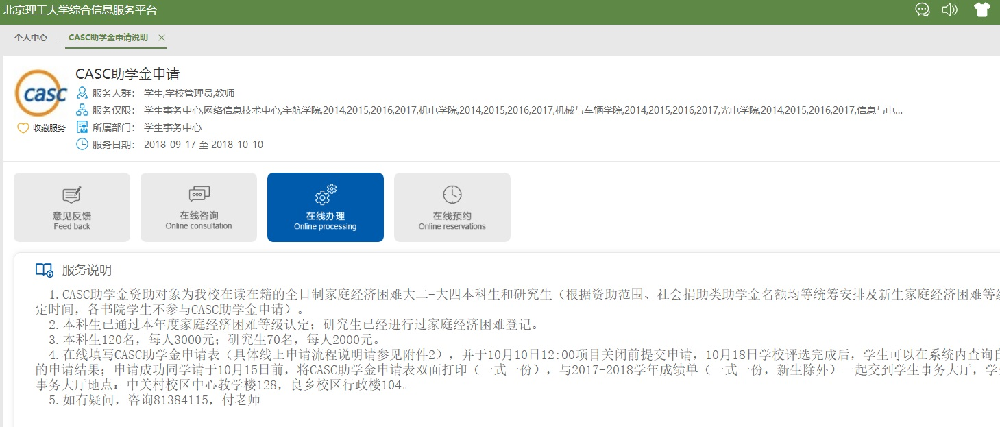 北京理工大学综合信息服务平台
个人中心
CASC助学金申请说明
casc
收藏服务
CASC助学金申请
服务人群： 学生,学校管理员,教师
服务仅限： 学生事务中心,网络信息技术中心,宇航学院,2014,2015,2016,2017,机电学院,2014,2015,2016,2017,机械与车辆学院,2014,2015,2016,2017,光电学院,2014,2015,2016,2017,信息与电...
所属部门： 学生事务中心
服务日期： 2018-09-17 至 2018-10-10
意见反馈
Feed back
在线咨询
Online consultation
在线办理
Online processing
在线预约
Online reservations
服务说明
1.CASC助学金资助对象为我校在读在籍的全日制家庭经济困难大二-大四本科生和研究生（根据资助范围、社会捐助类助学金名额均等统筹安排及新生家庭经济困难等
定时间，各书院学生不参与CASC助学金申请）。
2.本科生已通过本年度家庭经济困难等级认定；研究生已经进行过家庭经济困难登记。
3.本科生120名，每人3000元；研究生70名，每人2000元。
4.在线填写CASC助学金申请表（具体线上申请流程说明请参见附件2），并于10月10日12:00项目关闭前提交申请，10月18日学校评选完成后，学生可以在系统内查询
的申请结果；申请成功同学请于10月15日前，将CASC助学金申请表双面打印（一式一份），与2017-2018学年成绩单（一式一份，新生除外）一起交到学生事务大厅，学
事务大厅地点：中关村校区中心教学楼128，良乡校区行政楼104。
5.如有疑问，咨询81384115，付老师